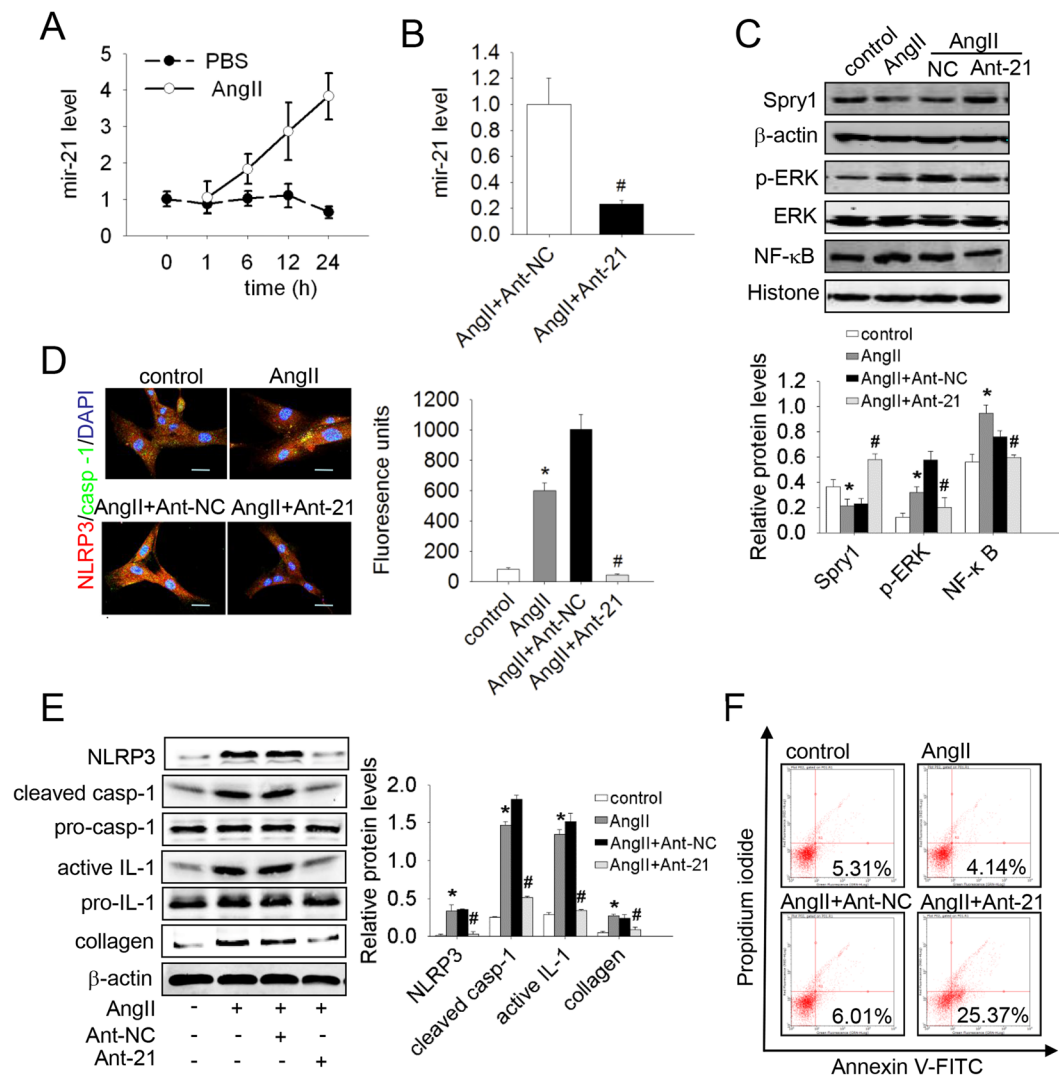 A
PBS
AngII
mir-21 level
5
4
3
2
1
0
0 1 6 12 24
time (h)
B
mir-21 level
1.4
1.2
1.0
0.8
0.6
0.4
0.2
0.0
#
AngII+Ant-NC
AngII+Ant-21
C
control
AngII
AngII
NC Ant-21
Spry1
β-actin
p-ERK
ERK
NF-κB
Histone
control
AngII
AngII+Ant-NC
AngII+Ant-21
Relative protein levels
1.2
1.0
0.8
0.6
0.4
0.2
0.0
* # * # * #
Spry1
p-ERK
NF-κ B
D
control AngII
AngII+Ant-NC AngII+Ant-21
NLRP3/casp -1/DAPI
Fluoresence units
1200
1000
800
600
400
200
0
* #
control
AngII
AngII+Ant-NC
AngII+Ant-21
E
NLRP3
cleaved casp-1
pro-casp-1
active IL-1
pro-IL-1
collagen
β-actin
AngII - + + +
Ant-NC - - + -
Ant-21 - - - +
Relative protein levels
2.0
1.5
1.0
0.5
0.0
control
AngII
AngII+Ant-NC
AngII+Ant-21
* # * # * # * #
NLRP3
cleaved casp-1
active IL-1
collagen
F
control AngII
5.31% 4.14%
AngII+Ant-NC AngII+Ant-21
6.01% 25.37%
Propidium iodide
Annexin V-FITC